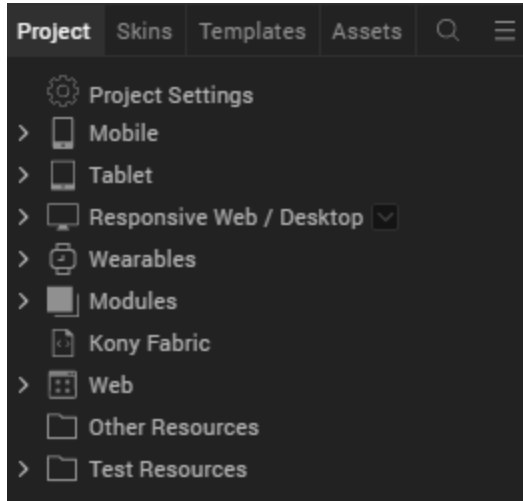 Project Skins Templates Assets
Project Settings
Mobile
Tablet
Responsive Web / Desktop
Wearables
Modules
Kony Fabric
Web
Other Resources
Test Resources